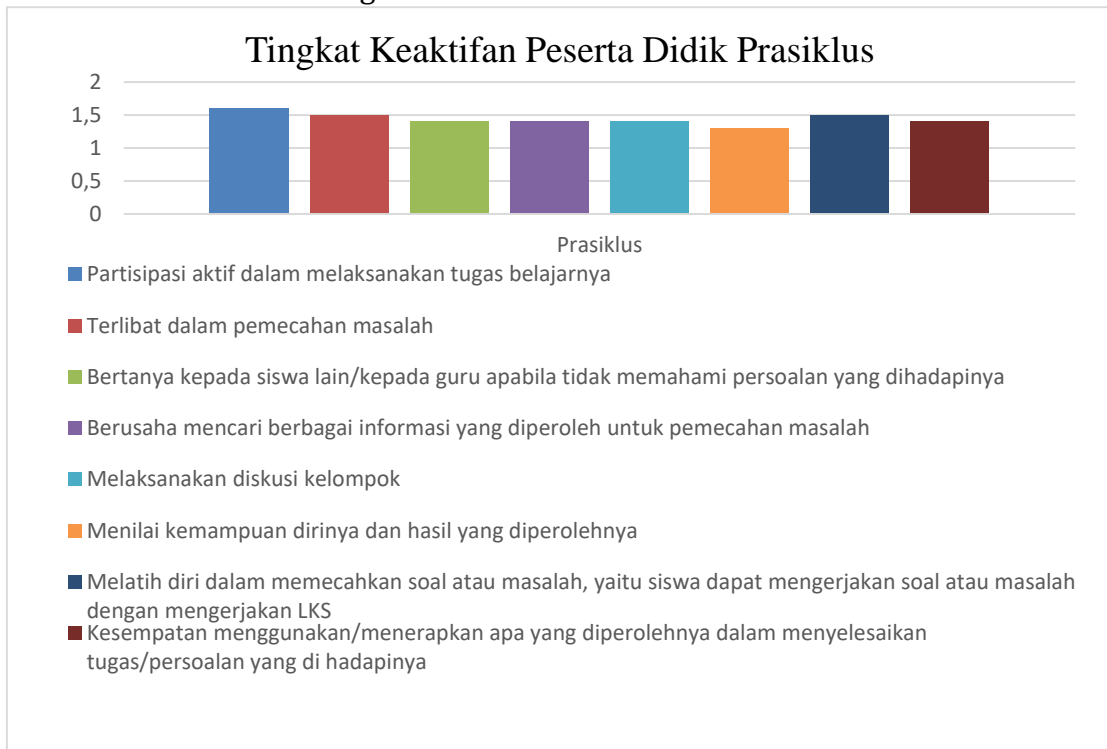 Tingkat Keaktifan Peserta Didik Prasiklus
2
1,5
1
0,5
0
Prasiklus
Partisipasi aktif dalam melaksanakan tugas belajarnya
Terlibat dalam pemecahan masalah
Bertanya kepada siswa lain/kepada guru apabila tidak memahami persoalan yang dihadapinya
Berusaha mencari berbagai informasi yang diperoleh untuk pemecahan masalah
Melaksanakan diskusi kelompok
Menilai kemampuan dirinya dan hasil yang diperolehnya
Melatih diri dalam memecahkan soal atau masalah, yaitu siswa dapat mengerjakan soal atau masalah
dengan mengerjakan LKS
Kesempatan menggunakan/menerapkan apa yang diperolehnya dalam menyelesaikan
tugas/persoalan yang di hadapinya